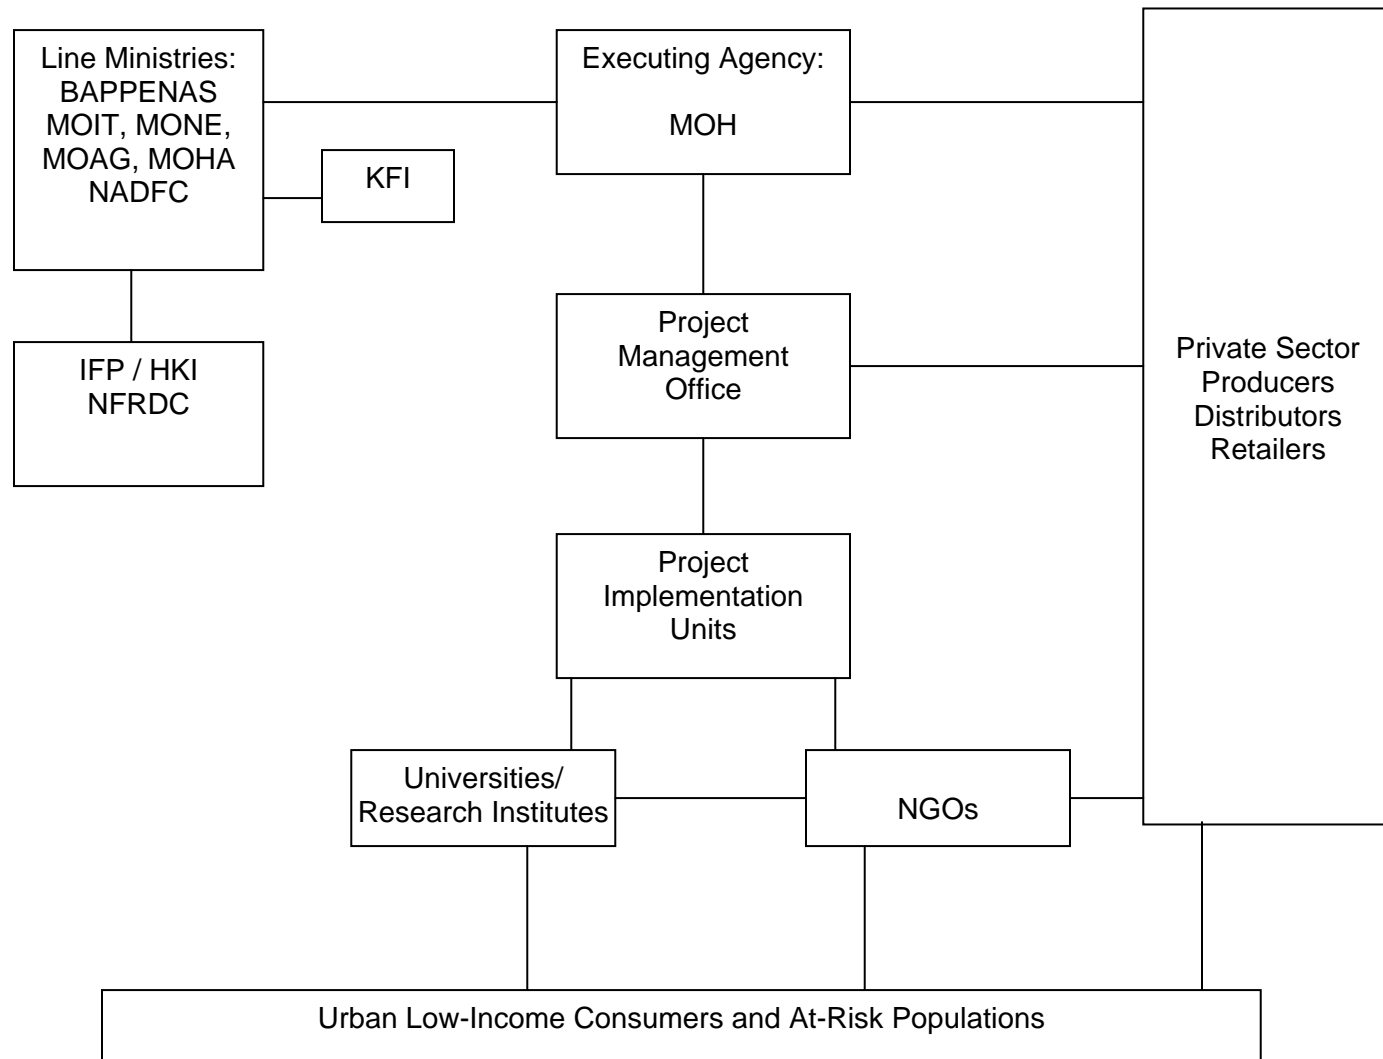 Line Ministries:
BAPPENAS
MOIT, MONE,
MOAG, MOHA
NADFC
KFI
Executing Agency:
MOH
IFP / HKI
NFRDC
Project
Management
Office
Private Sector
Producers
Distributors
Retailers
Project
Implementation
Units
Universities/
Research Institutes
NGOs
Urban Low-Income Consumers and At-Risk Populations